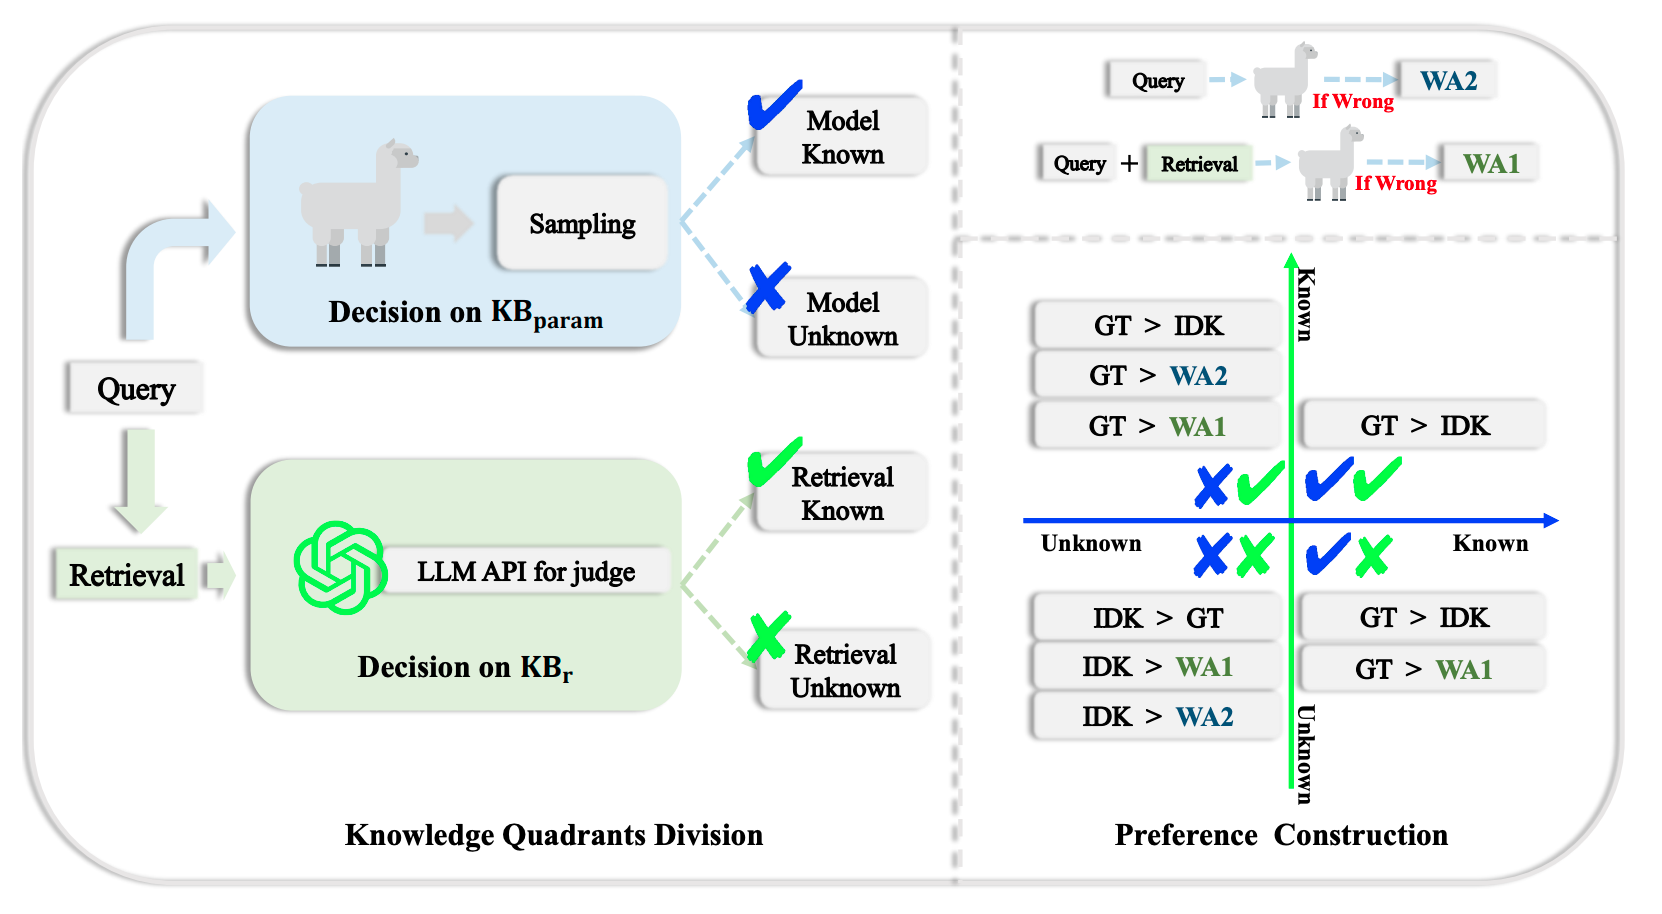 Query
Retrieval
Sampling
Decision on KBparam
LLM API for judge
Decision on KBr
Model
Known
Model
Unknown
Retrieval
Known
Retrieval
Unknown
Knowledge Quadrants Division
Query
If Wrong
WA2
Query + Retrieval
If Wrong
WA1
Known
GT > IDK
GT > WA2
GT > WA1
GT > IDK
Unknown
Known
IDK > GT
IDK > WA1
IDK > WA2
GT > IDK
GT > WA1
Unknown
Preference Construction